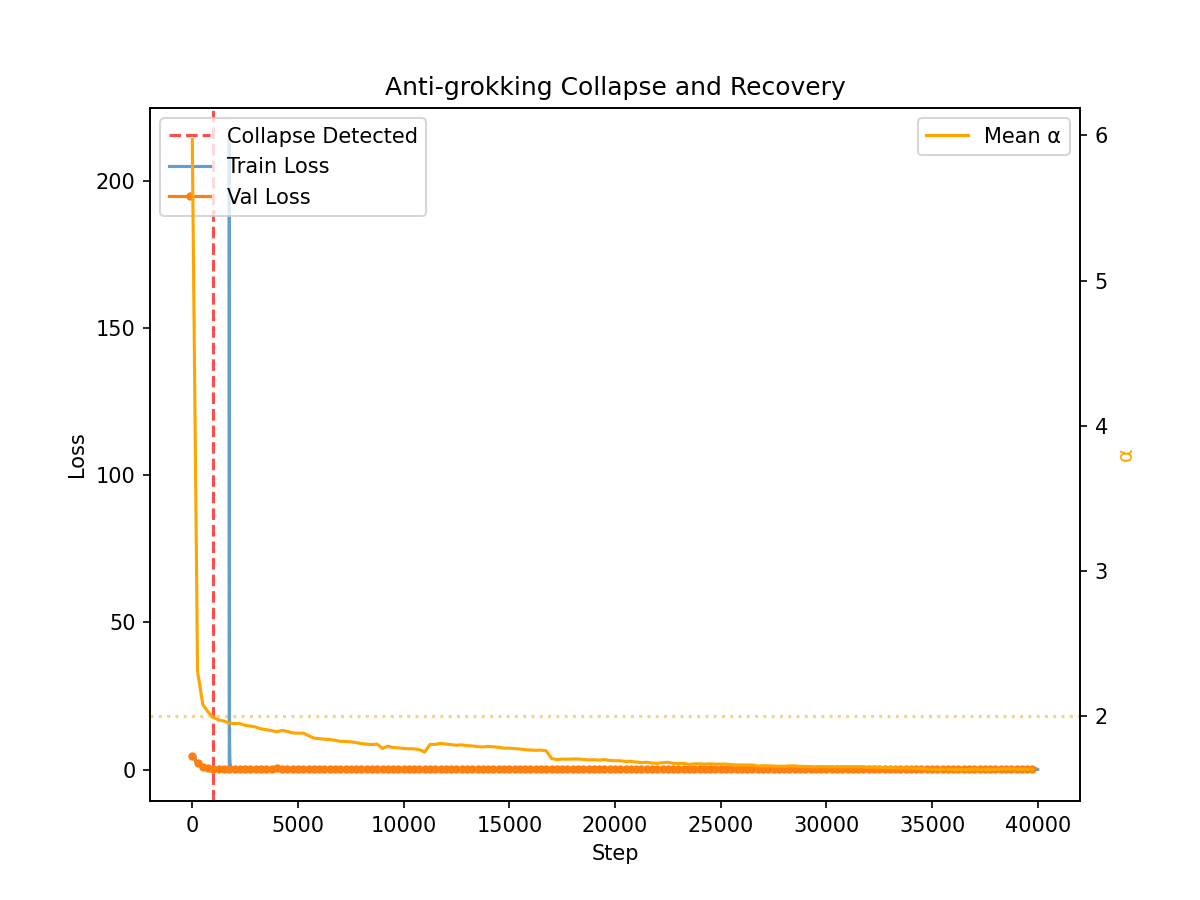 Anti-grokking Collapse and Recovery
Collapse Detected
Train Loss
Val Loss
Mean α
Loss
200
150
100
50
0
6
5
4
3
2
α
0
5000
10000
15000
20000
25000
30000
35000
40000
Step